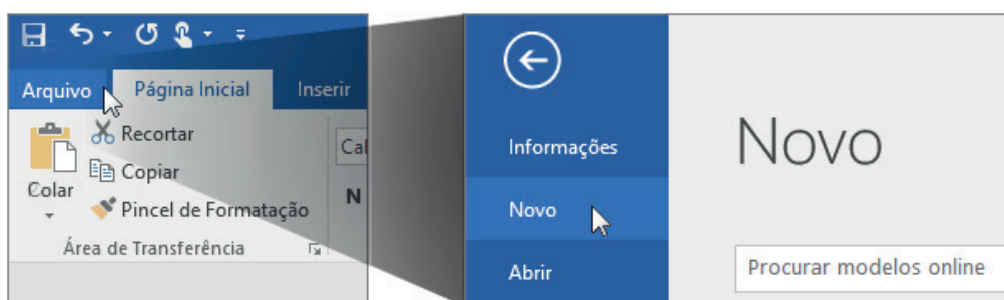 Arquivo
Página Inicial
Inserir
Recortar
Copiar
Colar
Pincel de Formatação
N
Área de Transferência
Informações
Novo
Abrir
Novo
Procurar modelos online